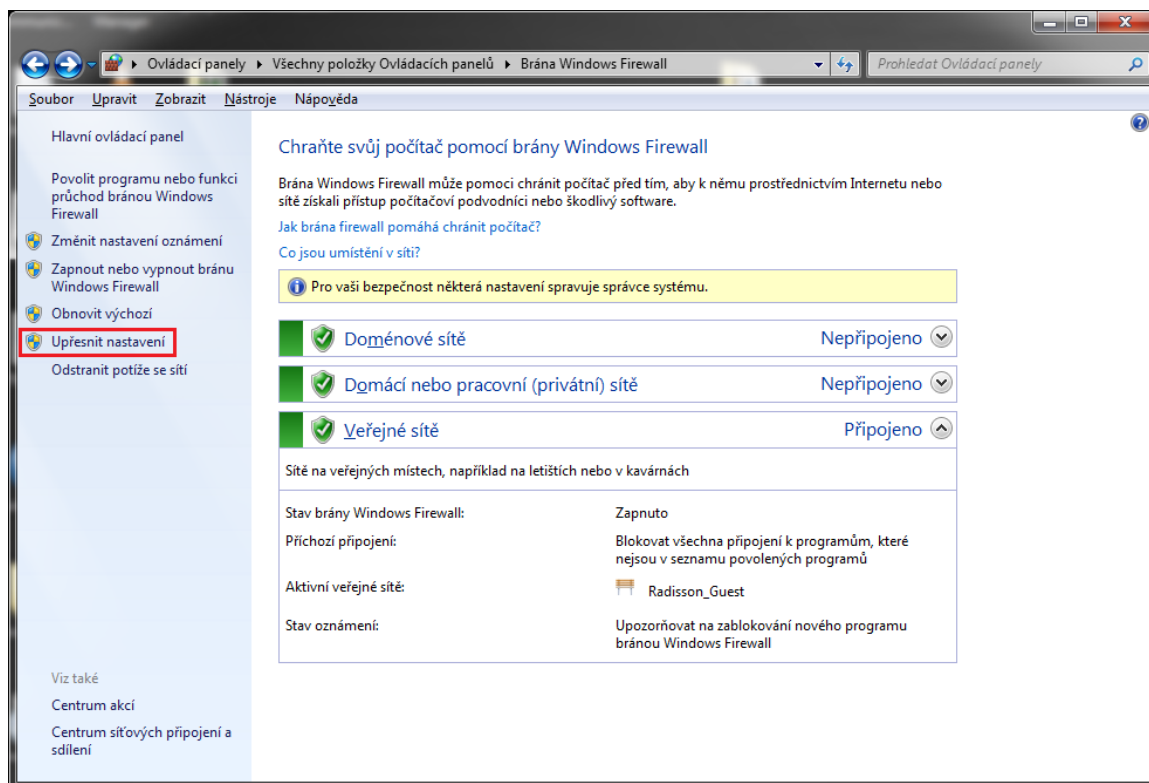 Ovládací panely
Všechny položky Ovládacích panelů
Brána Windows Firewall
Prohledat Ovládací panely
Soubor Upravit Zobrazit Nástroje Nápověda
Hlavní ovládací panel
Povolit programu nebo funkci
průchod bránou Windows
Firewall
Změnit nastavení oznámení
Zapnout nebo vypnout bránu
Windows Firewall
Obnovit výchozí
Upřesnit nastavení
Odstranit potíže se sítí
Viz také
Centrum akcí
Centrum síťových připojení a
sdílení
Chraňte svůj počítač pomocí brány Windows Firewall
Brána Windows Firewall může pomoci chránit počítač před tím, aby k němu prostřednictvím Internetu nebo
sítě získali přístup počítačoví podvodníci nebo škodlivý software.
Jak brána firewall pomáhá chránit počítač?
Co jsou umístění v síti?
Pro vaši bezpečnost některá nastavení spravuje správce systému.
Doménové sítě Nepřipojeno
Domácí nebo pracovní (privátní) sítě Nepřipojeno
Veřejné sítě Připojeno
Sítě na veřejných místech, například na letištích nebo v kavárnách
Stav brány Windows Firewall: Zapnuto
Příchozí připojení: Blokovat všechna připojení k programům, které
nejsou v seznamu povolených programů
Aktivní veřejné sítě: Radisson_Guest
Stav oznámení: Upozorňovat na zablokování nového programu
bránou Windows Firewall